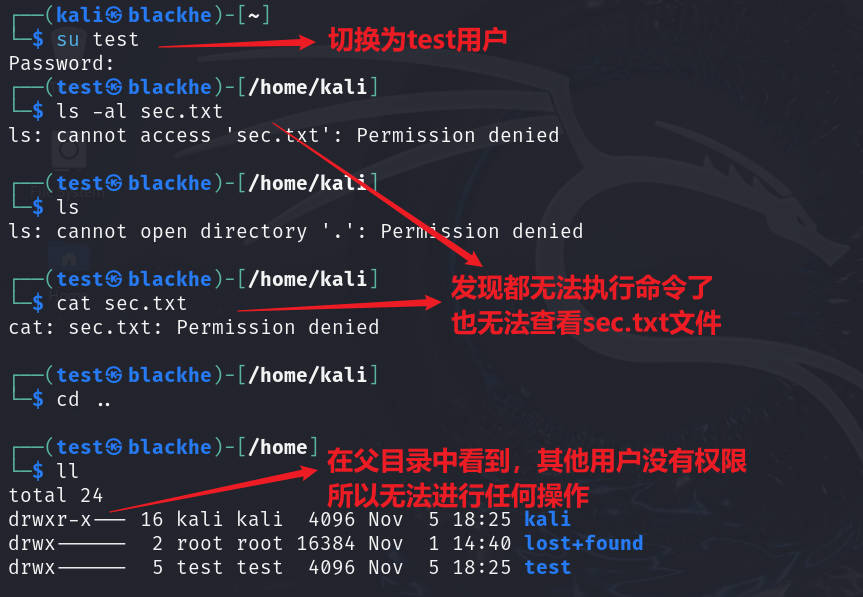 ┌──(kali㉿blackhe)-[~]
└─$ su test
切换为test用户
Password:
┌──(test㉿blackhe)-[/home/kali]
└─$ ls -al sec.txt
ls: cannot access 'sec.txt': Permission denied
┌──(test㉿blackhe)-[/home/kali]
└─$ ls
ls: cannot open directory '.': Permission denied
┌──(test㉿blackhe)-[/home/kali]
└─$ cat sec.txt
cat: sec.txt: Permission denied
发现都无法执行命令了
也无法查看sec.txt文件
┌──(test㉿blackhe)-[/home/kali]
└─$ cd ..
┌──(test㉿blackhe)-[/home]
└─$ ll
在父目录中看到，其他用户没有权限
所以无法进行任何操作
total 24
drwxr-x--- 16 kali kali  4096 Nov  5 18:25 kali
drwx------  2 root root 16384 Nov  1 14:40 lost+found
drwx------  5 test test  4096 Nov  5 18:25 test